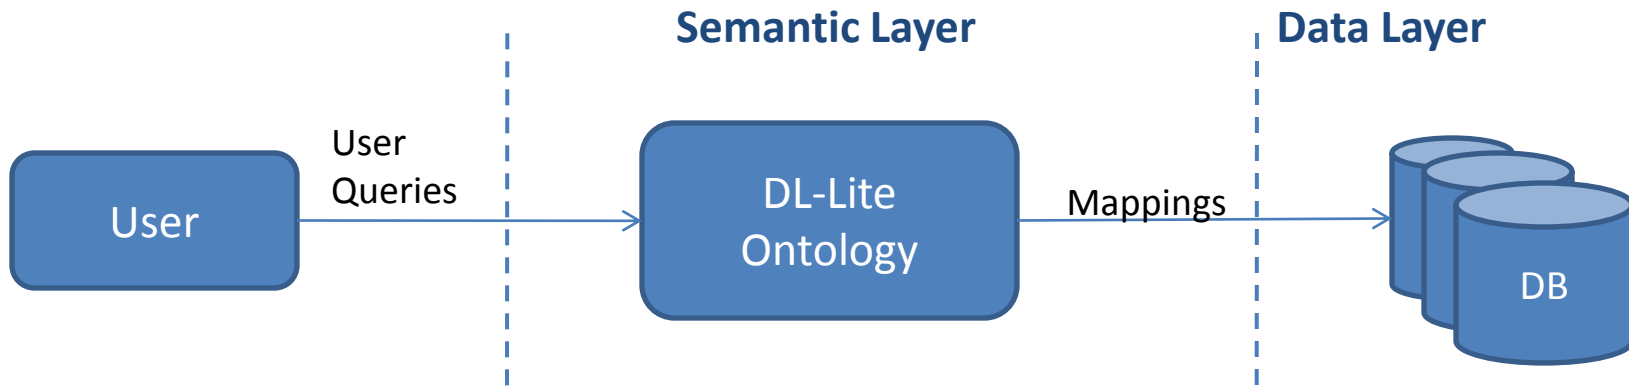 Semantic Layer
Data Layer
User
Queries
User
DL-Lite
Ontology
Mappings
DB